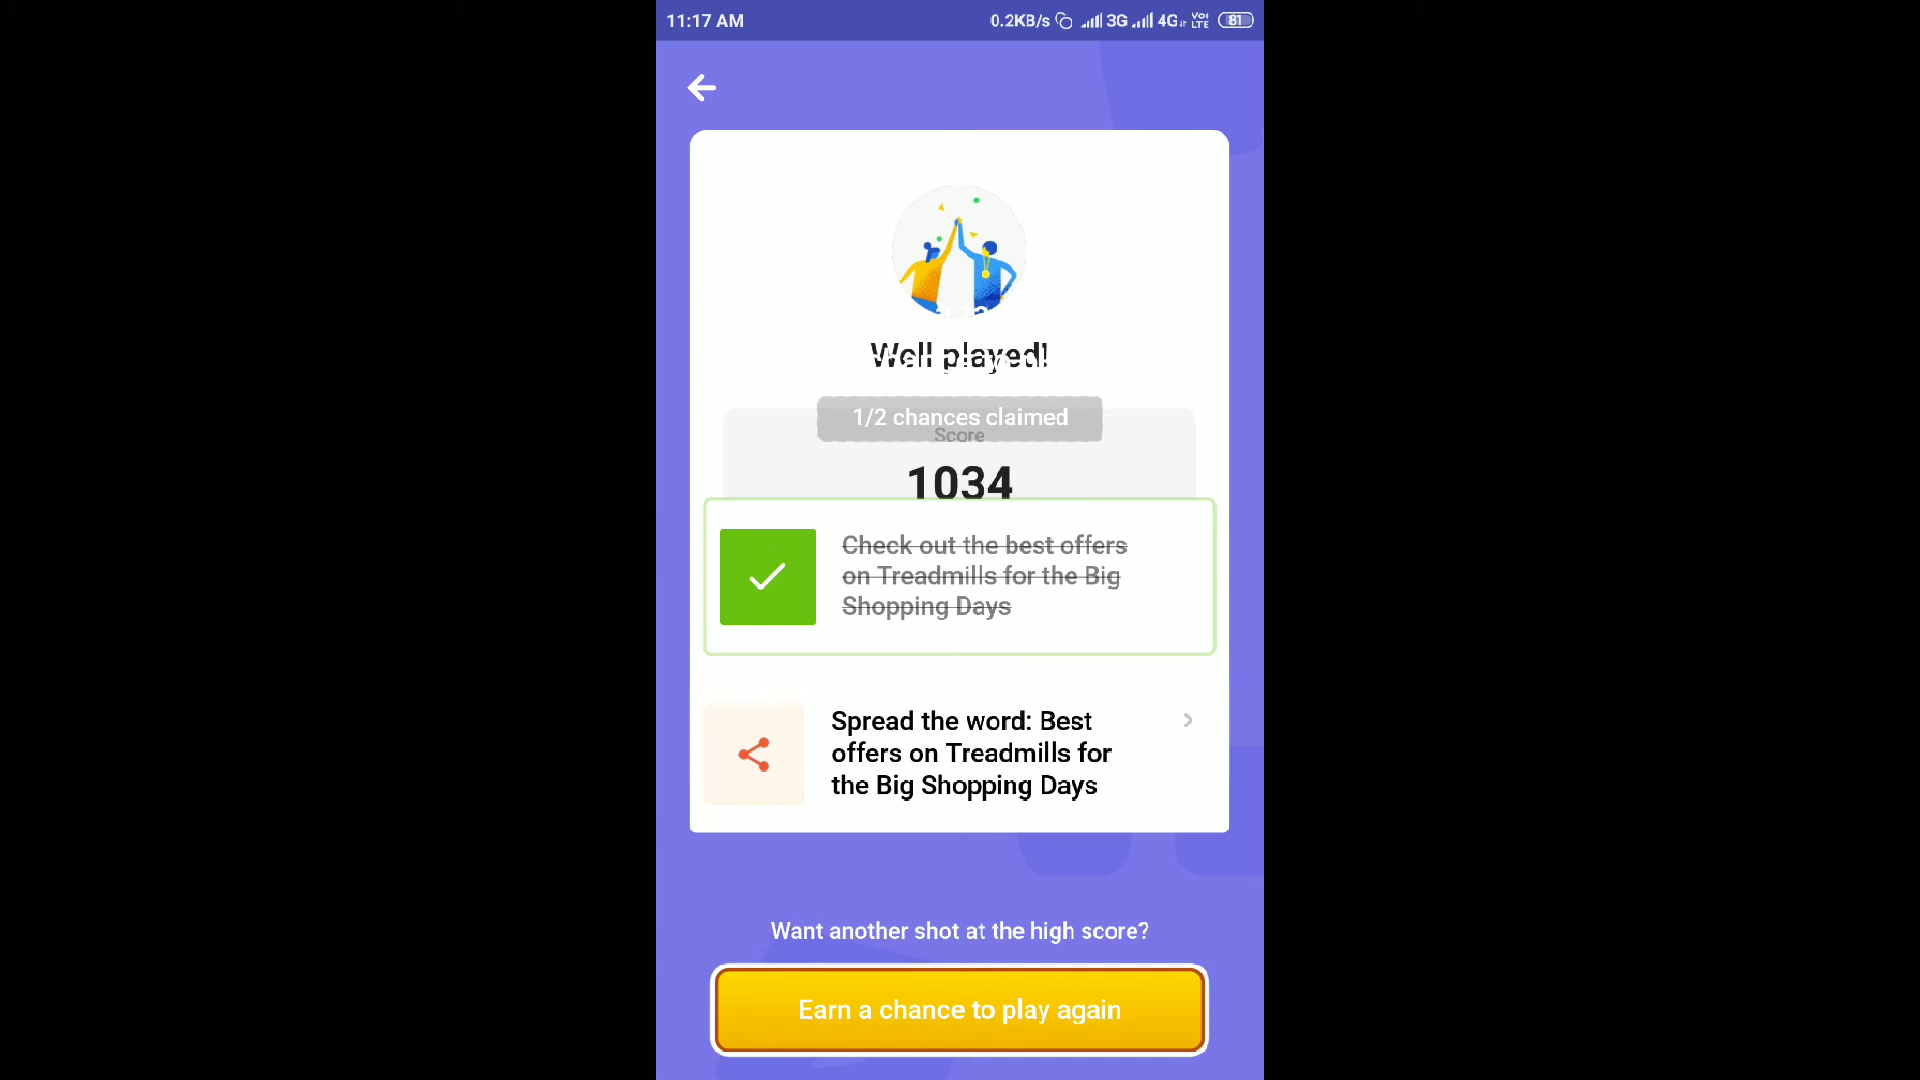 11:17 AM 0.2KB/s 3G 4G VoLTE 81
Well played!
1/2 chances claimed
Score
1034
Check out the best offers
on Treadmills for the Big
Shopping Days
Spread the word: Best
offers on Treadmills for
the Big Shopping Days
Want another shot at the high score?
Earn a chance to play again